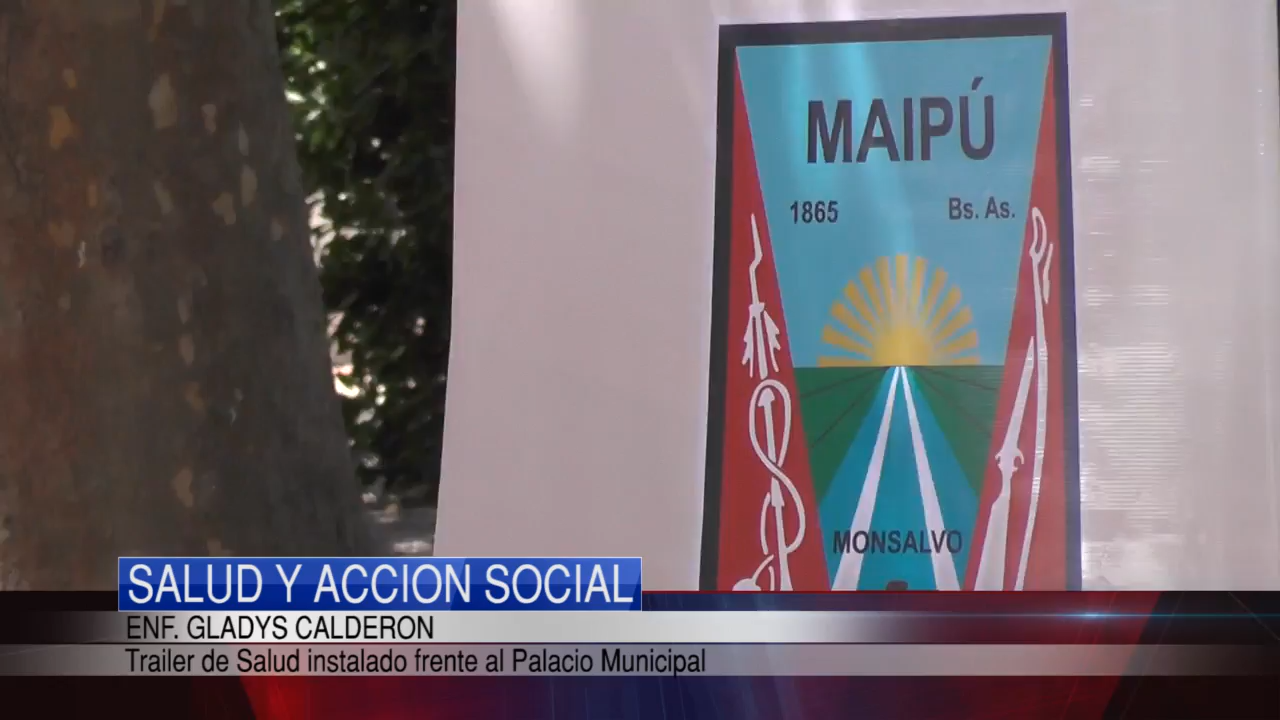 MAIPÚ
1865 Bs. As.
MONSALVO
SALUD Y ACCION SOCIAL
ENF. GLADYS CALDERON
Trailer de Salud instalado frente al Palacio Municipal